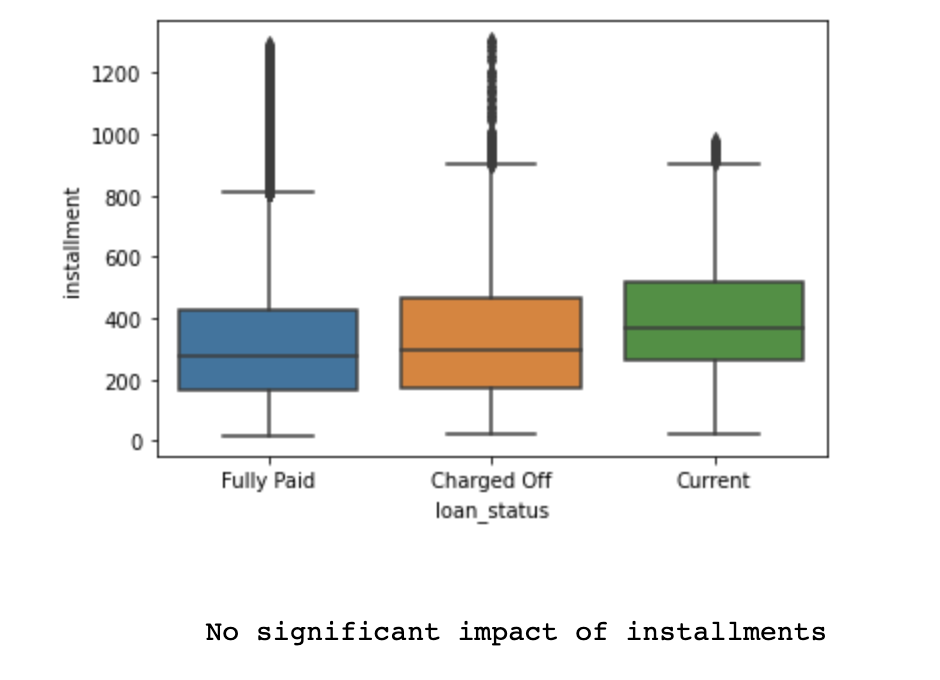 1200
1000
800
600
400
200
0
installment
Fully Paid Charged Off Current
loan_status
No significant impact of installments